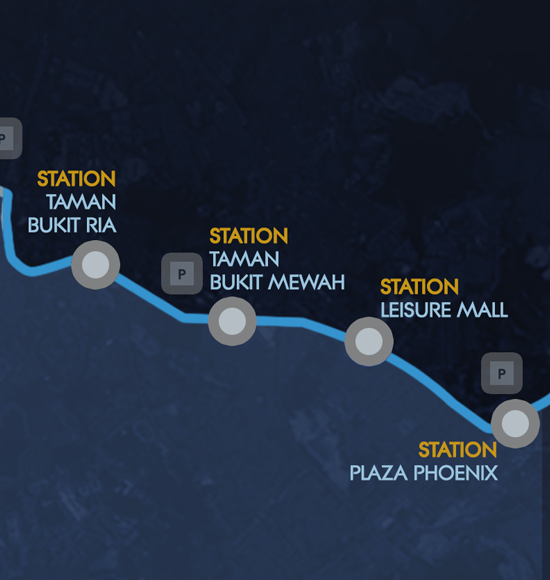 P
STATION
TAMAN
BUKIT RIA
P
STATION
TAMAN
BUKIT MEWAH
STATION
LEISURE MALL
P
STATION
PLAZA PHOENIX